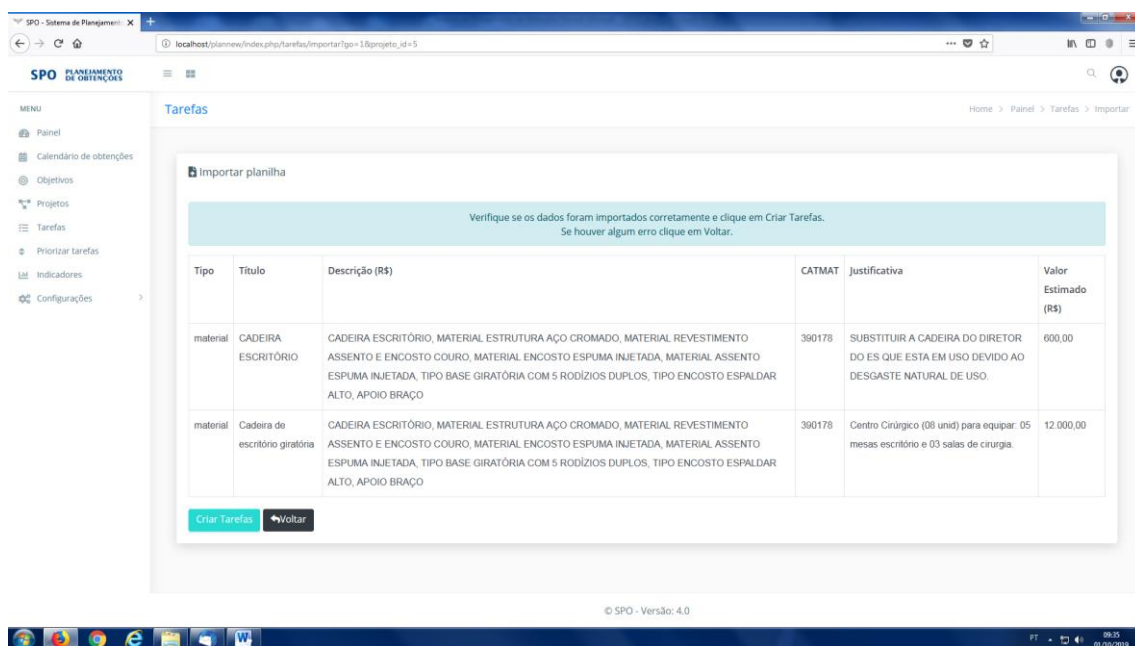 SPO - Sistema de Planejament
localhost/plannew/index.php/tarefas/importar?go=1&projeto_id=5
SPO PLANEJAMENTO DE OBTENÇÕES
MENU
Painel
Calendário de obtenções
Objetivos
Projetos
Tarefas
Priorizar tarefas
Indicadores
Configurações
Tarefas
Home > Painel > Tarefas > Importar
Importar planilha
Verifique se os dados foram importados corretamente e clique em Criar Tarefas.
Se houver algum erro clique em Voltar.
Tipo Título Descrição (R$) CATMAT Justificativa Valor Estimado (R$)
material CADEIRA ESCRITÓRIO
CADEIRA ESCRITÓRIO, MATERIAL ESTRUTURA AÇO CROMADO, MATERIAL REVESTIMENTO
ASSENTO E ENCOSTO COURO, MATERIAL ENCOSTO ESPUMA INJETADA, MATERIAL ASSENTO
ESPUMA INJETADA, TIPO BASE GIRATÓRIA COM 5 RODÍZIOS DUPLOS, TIPO ENCOSTO ESPALDAR
ALTO, APOIO BRAÇO
390178
SUBSTITUIR A CADEIRA DO DIRETOR
DO ES QUE ESTA EM USO DEVIDO AO
DESGASTE NATURAL DE USO.
600,00
material Cadeira de
escritório giratória
CADEIRA ESCRITÓRIO, MATERIAL ESTRUTURA AÇO CROMADO, MATERIAL REVESTIMENTO
ASSENTO E ENCOSTO COURO, MATERIAL ENCOSTO ESPUMA INJETADA, MATERIAL ASSENTO
ESPUMA INJETADA, TIPO BASE GIRATÓRIA COM 5 RODÍZIOS DUPLOS, TIPO ENCOSTO ESPALDAR
ALTO, APOIO BRAÇO
390178
Centro Cirúrgico (08 unid) para equipar: 05
mesas escritório e 03 salas de cirurgia.
12.000,00
Criar Tarefas Voltar
© SPO - Versão: 4.0
PT
09:35
01/10/2019